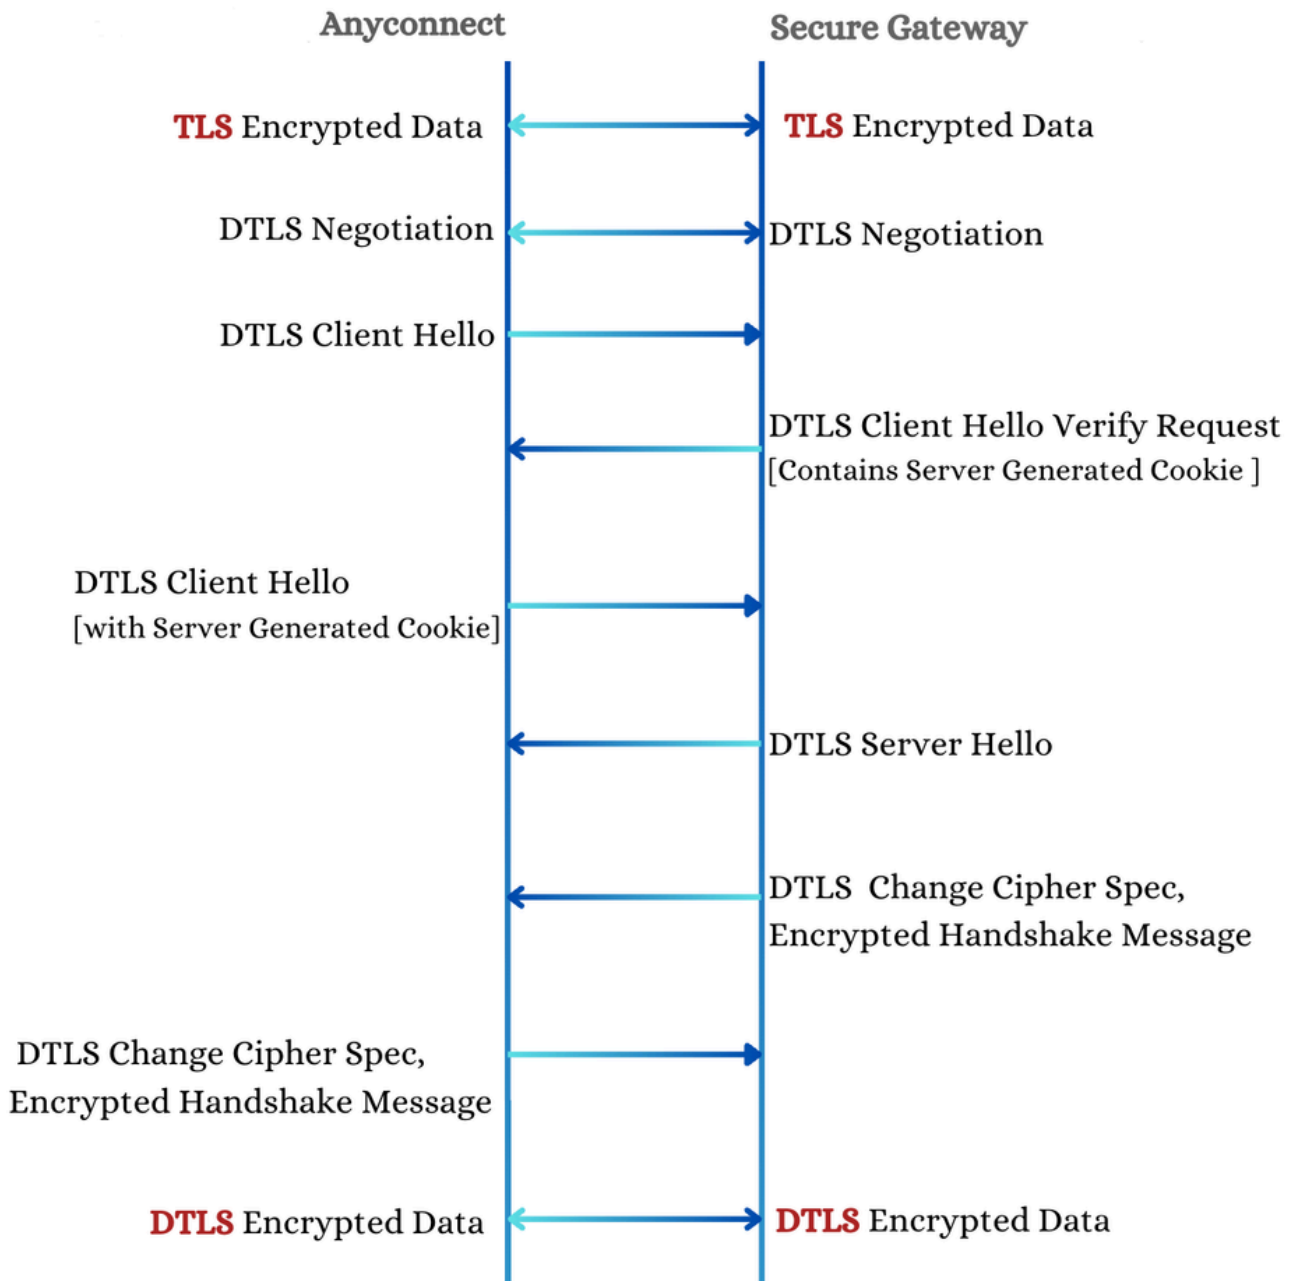 Anyconnect
Secure Gateway
TLS Encrypted Data
TLS Encrypted Data
DTLS Negotiation
DTLS Negotiation
DTLS Client Hello
DTLS Client Hello Verify Request
[Contains Server Generated Cookie ]
DTLS Client Hello
[with Server Generated Cookie]
DTLS Server Hello
DTLS  Change Cipher Spec,
Encrypted Handshake Message
DTLS Change Cipher Spec,
Encrypted Handshake Message
DTLS Encrypted Data
DTLS Encrypted Data